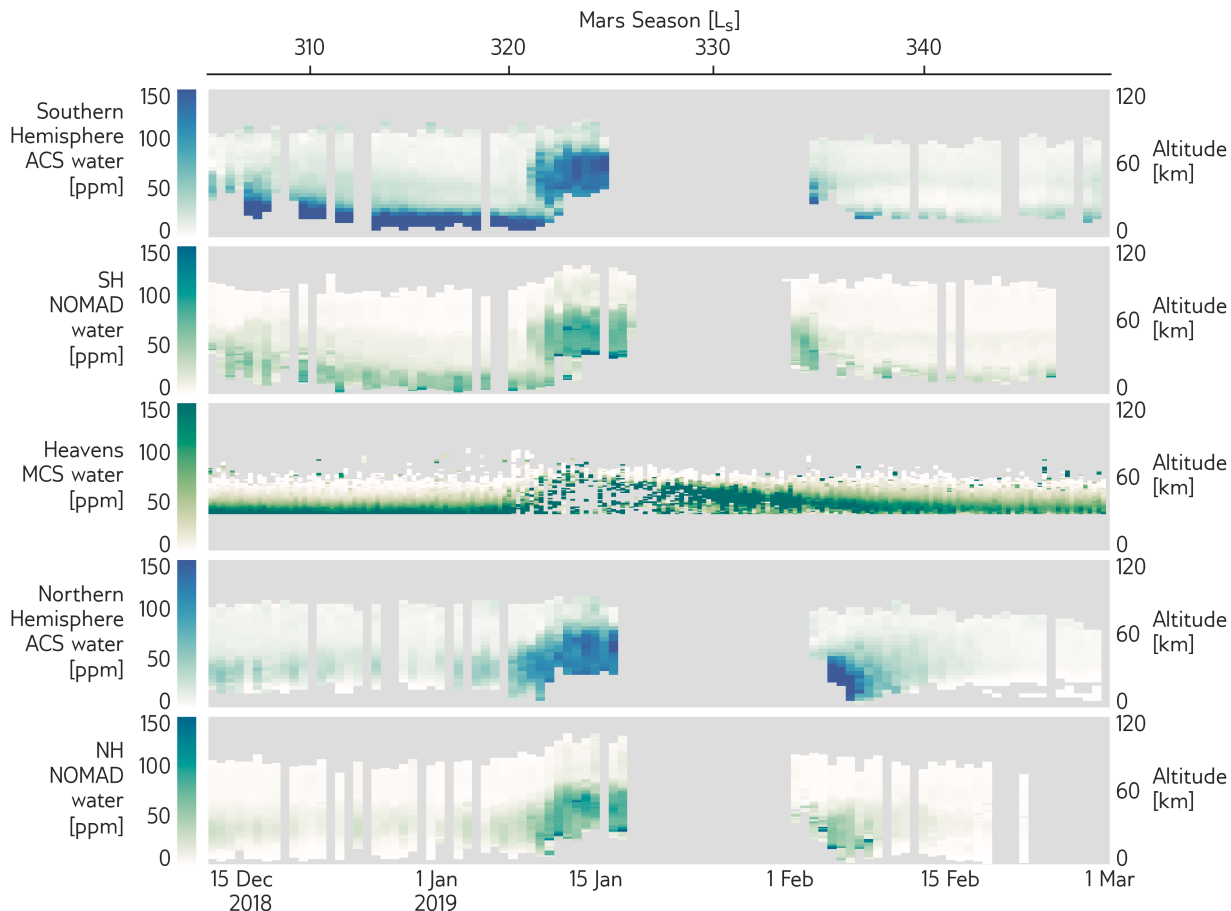 Mars Season [Ls]
310 320 330 340
Southern
Hemisphere
ACS water
[ppm]
150
100
50
0
120
60
0
Altitude
[km]
SH
NOMAD
water
[ppm]
150
100
50
0
120
60
0
Altitude
[km]
Heavens
MCS water
[ppm]
150
100
50
0
120
60
0
Altitude
[km]
Northern
Hemisphere
ACS water
[ppm]
150
100
50
0
120
60
0
Altitude
[km]
NH
NOMAD
water
[ppm]
150
100
50
0
120
60
0
Altitude
[km]
15 Dec 1 Jan 15 Jan 1 Feb 15 Feb 1 Mar
2018 2019